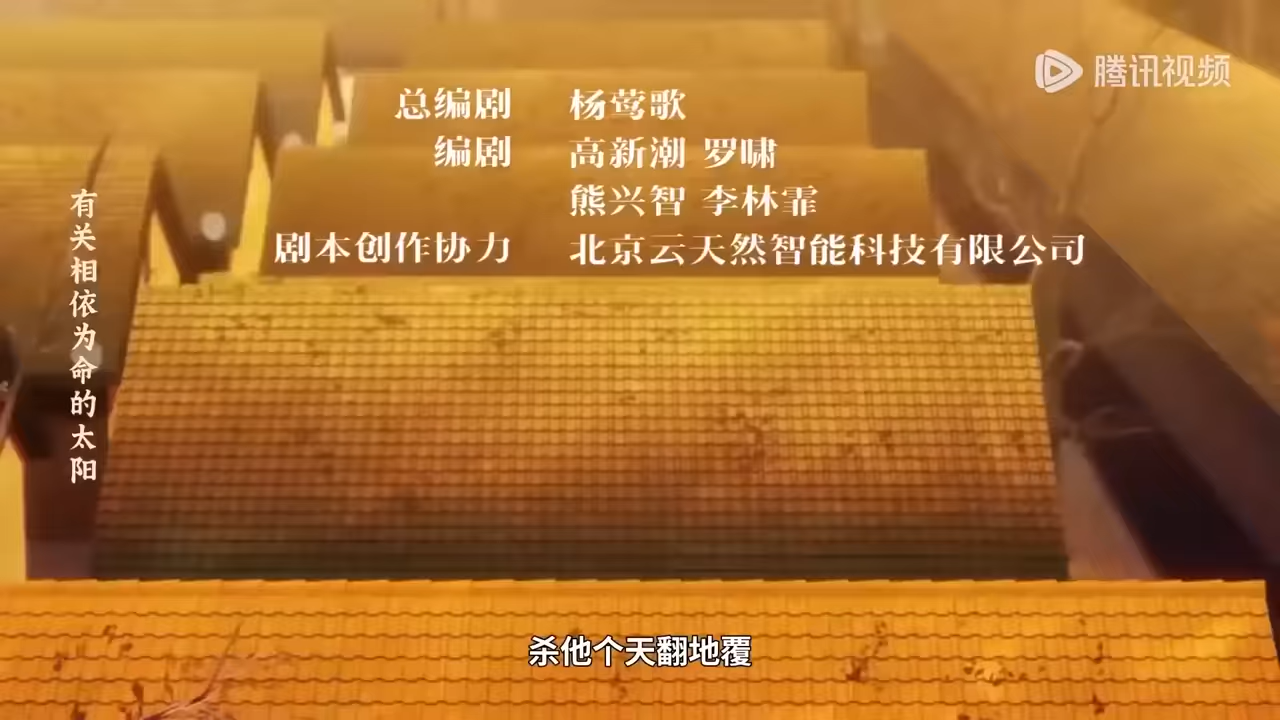 腾讯视频
总编剧 杨莺歌
编剧 高新潮 罗啸
熊兴智 李林霏
剧本创作协力 北京云天然智能科技有限公司
有关相依为命的太阳
杀他个天翻地覆